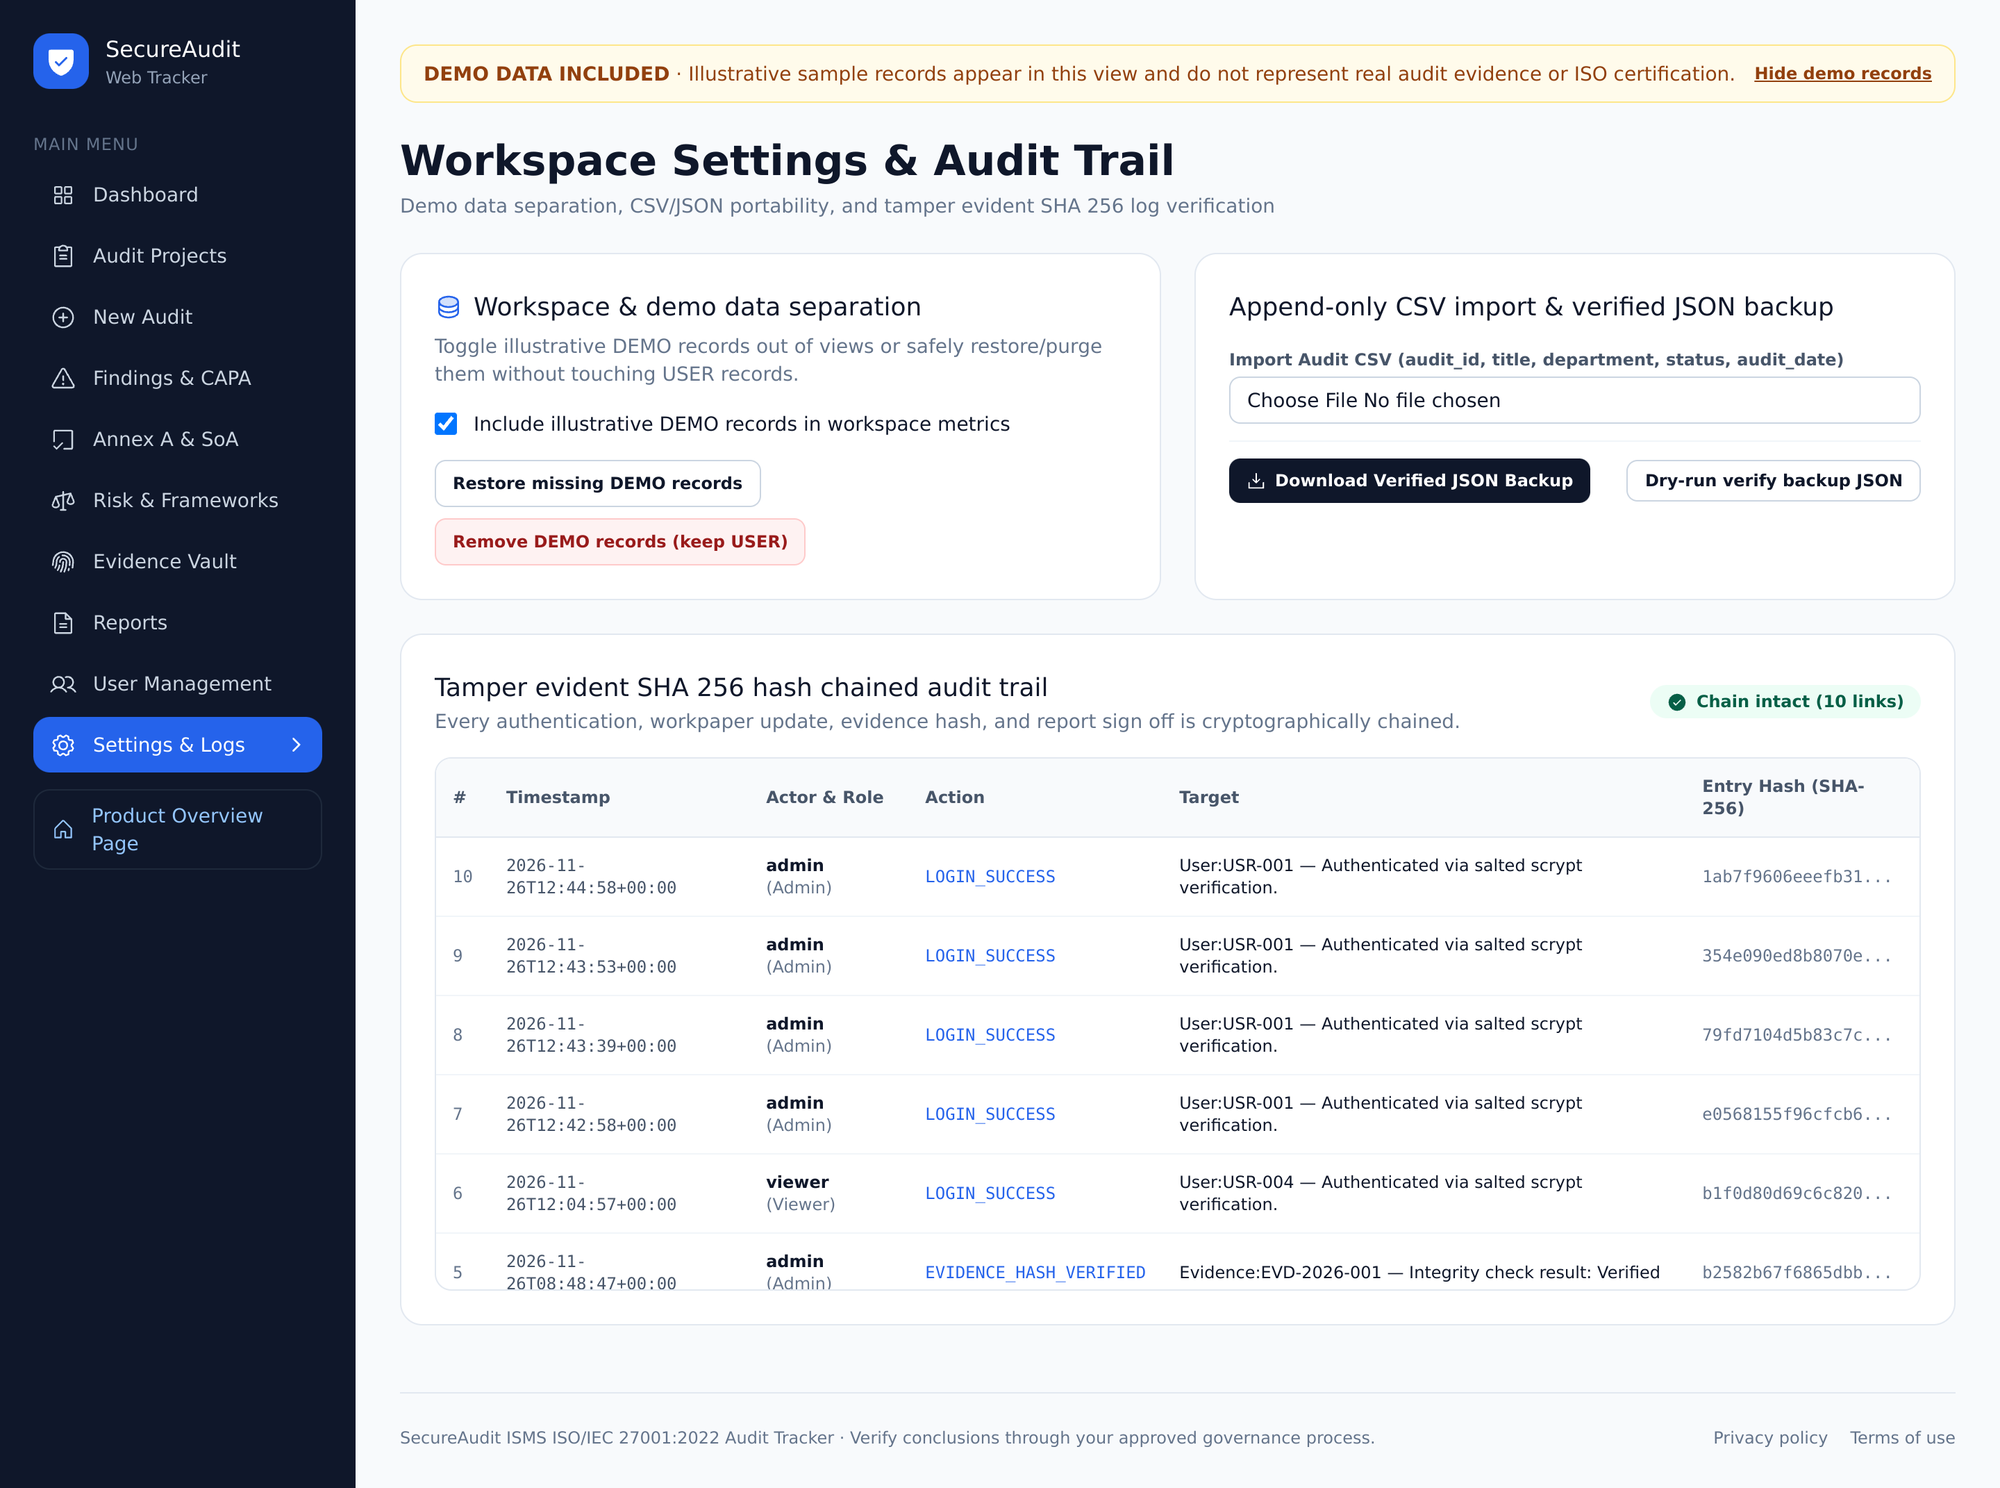 SecureAudit
Web Tracker
MAIN MENU
Dashboard
Audit Projects
New Audit
Findings & CAPA
Annex A & SoA
Risk & Frameworks
Evidence Vault
Reports
User Management
Settings & Logs
Product Overview
Page
DEMO DATA INCLUDED · Illustrative sample records appear in this view and do not represent real audit evidence or ISO certification. Hide demo records
Workspace Settings & Audit Trail
Demo data separation, CSV/JSON portability, and tamper evident SHA 256 log verification
Workspace & demo data separation
Toggle illustrative DEMO records out of views or safely restore/purge
them without touching USER records.
Include illustrative DEMO records in workspace metrics
Restore missing DEMO records
Remove DEMO records (keep USER)
Append-only CSV import & verified JSON backup
Import Audit CSV (audit_id, title, department, status, audit_date)
Choose File No file chosen
Download Verified JSON Backup
Dry-run verify backup JSON
Tamper evident SHA 256 hash chained audit trail
Every authentication, workpaper update, evidence hash, and report sign off is cryptographically chained.
Chain intact (10 links)
# Timestamp Actor & Role Action Target Entry Hash (SHA-
256)
10 2026-11- admin LOGIN_SUCCESS User:USR-001 — Authenticated via salted scrypt 1ab7f9606eeefb31...
26T12:44:58+00:00 (Admin) verification.
9 2026-11- admin LOGIN_SUCCESS User:USR-001 — Authenticated via salted scrypt 354e090ed8b8070e...
26T12:43:53+00:00 (Admin) verification.
8 2026-11- admin LOGIN_SUCCESS User:USR-001 — Authenticated via salted scrypt 79fd7104d5b83c7c...
26T12:43:39+00:00 (Admin) verification.
7 2026-11- admin LOGIN_SUCCESS User:USR-001 — Authenticated via salted scrypt e0568155f96cfcb6...
26T12:42:58+00:00 (Admin) verification.
6 2026-11- viewer LOGIN_SUCCESS User:USR-004 — Authenticated via salted scrypt b1f0d80d69c6c820...
26T12:04:57+00:00 (Viewer) verification.
5 2026-11- admin EVIDENCE_HASH_VERIFIED Evidence:EVD-2026-001 — Integrity check result: Verified b2582b67f6865dbb...
26T08:48:47+00:00 (Admin)
SecureAudit ISMS ISO/IEC 27001:2022 Audit Tracker · Verify conclusions through your approved governance process.
Privacy policy Terms of use